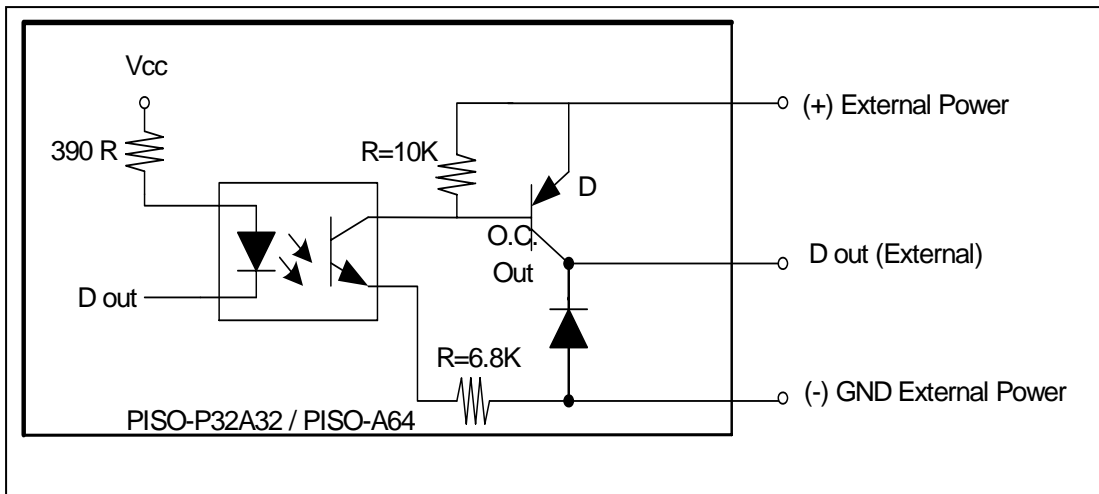 Vcc
390 R
R=10K
(+) External Power
D
O.C.
Out
D out (External)
D out
R=6.8K
(-) GND External Power
PISO-P32A32 / PISO-A64